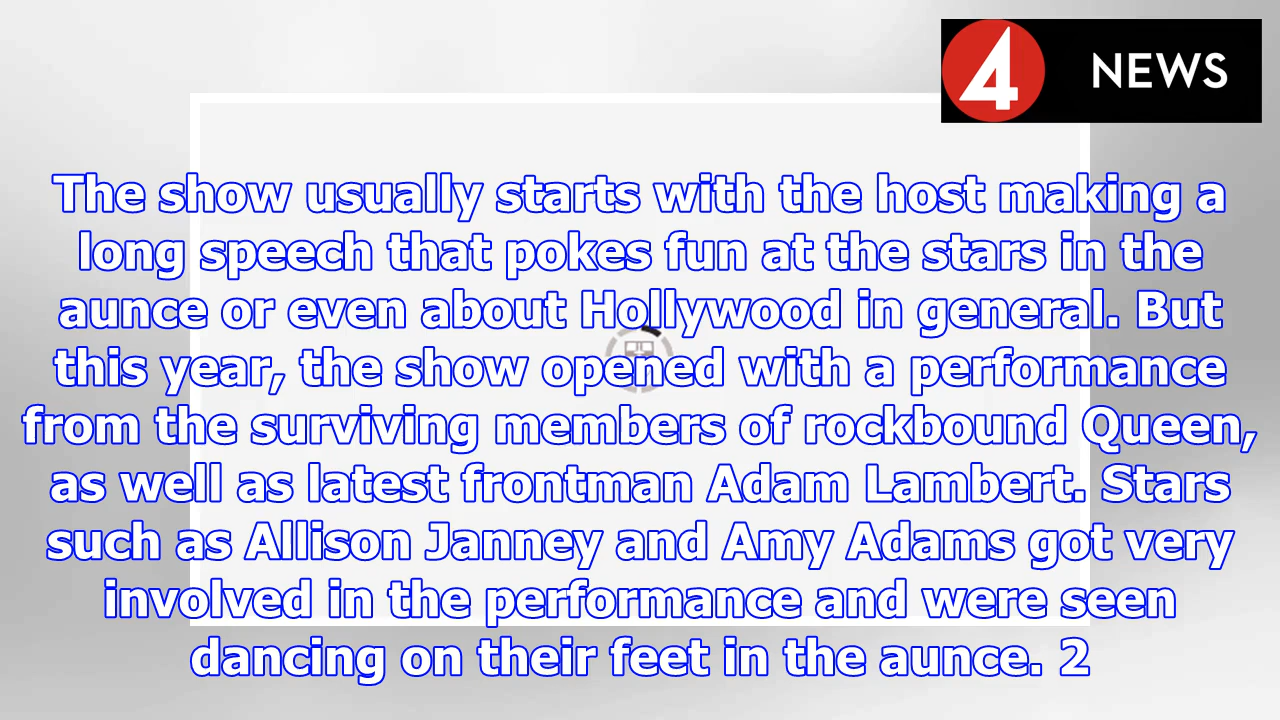 4 NEWS
The show usually starts with the host making a
long speech that pokes fun at the stars in the
aunce or even about Hollywood in general. But
this year, the show opened with a performance
from the surviving members of rockbound Queen,
as well as latest frontman Adam Lambert. Stars
such as Allison Janney and Amy Adams got very
involved in the performance and were seen
dancing on their feet in the aunce. 2